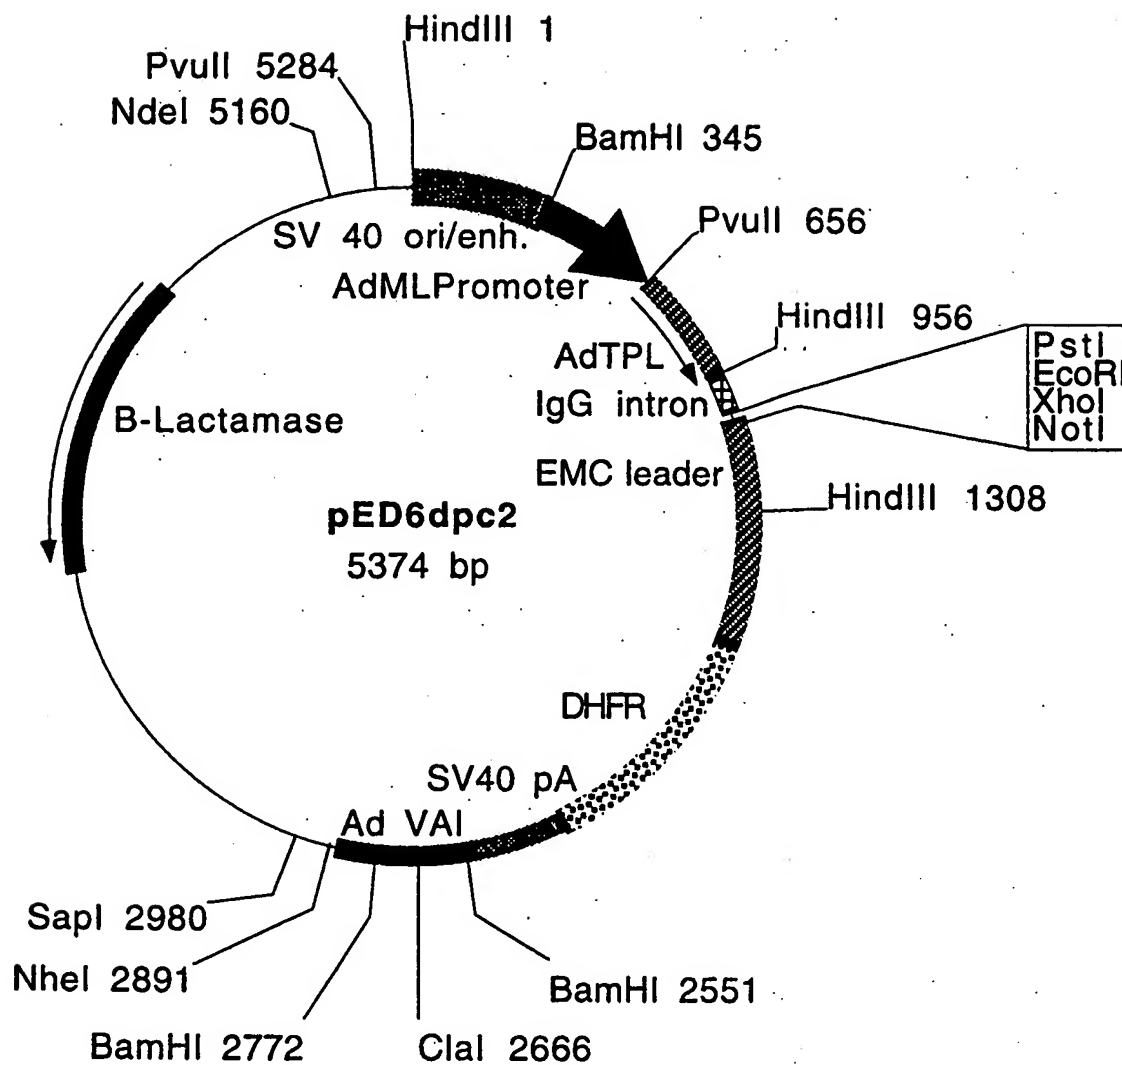 HindIII 1
PvuII 5284
NdeI 5160
BamHI 345
SV 40 ori/enh.
PvuII 656
AdMLPromoter
HindIII 956
AdTPL
PstI
EcoRI
XhoI
NotI
IgG intron
B-Lactamase
EMC leader
HindIII 1308
pED6dpc2
5374 bp
DHFR
SV40 pA
Ad VAI
SapI 2980
NheI 2891
BamHI 2551
BamHI 2772
ClaI 2666